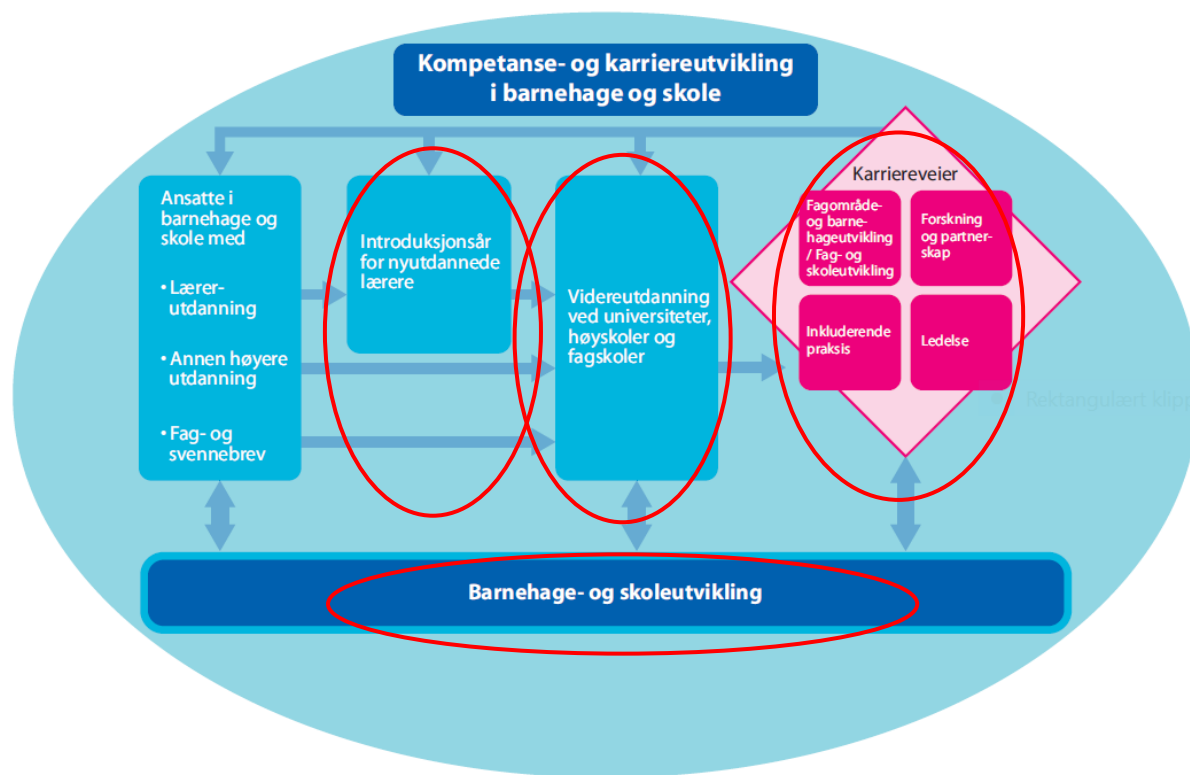 Kompetanse- og karriereutvikling
i barnehage og skole
Ansatte i
barnehage og
skole med
• Lærer-
utdanning
• Annen høyere
utdanning
• Fag- og
svennebrev
Introduksjonsår
for nyutdannede
lærere
Videreutdanning
ved universiteter,
høyskoler og
fagskoler
Karriereveier
Fagområde-
og barne-
hageutvikling
/ Fag- og
skoleutvikling
Forskning
og partner-
skap
Inkluderende
praksis
Ledelse
Rektangulært klipp
Barnehage- og skoleutvikling